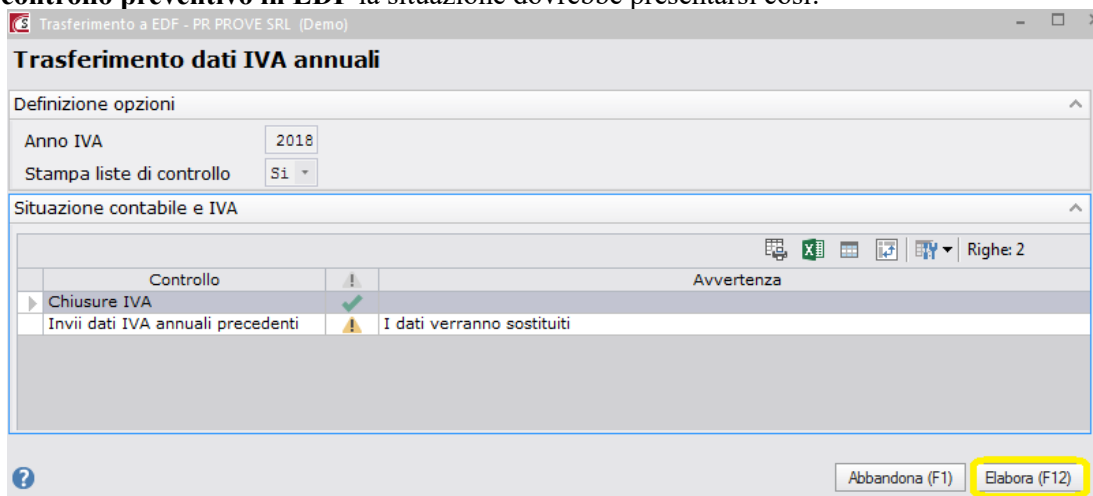 controllo preventivo in EDF la situazione dovrebbe presentarsi così:
Trasferimento a EDF - PR PROVE SRL (Demo)
Trasferimento dati IVA annuali
Definizione opzioni
Anno IVA 2018
Stampa liste di controllo Si
Situazione contabile e IVA
Righe: 2
Controllo Avvertenza
Chiusure IVA
Invii dati IVA annuali precedenti I dati verranno sostituiti
Abbandona (F1) Elabora (F12)